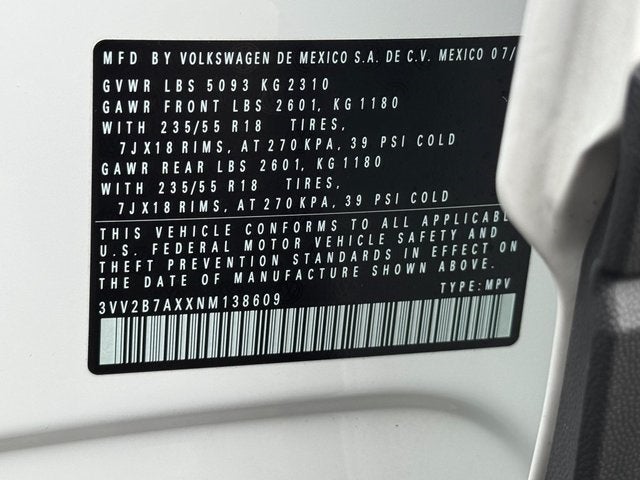 MFD BY VOLKSWAGEN DE MEXICO S.A. DE C.V. MEXICO 07/
GVWR LBS 5093 KG 2310
GAWR FRONT LBS 2601, KG 1180
WITH 235/55 R18 TIRES,
7JX18 RIMS, AT 270 KPA, 39 PSI COLD
GAWR REAR LBS 2601, KG 1180
WITH 235/55 R18 TIRES,
7JX18 RIMS, AT 270 KPA, 39 PSI COLD
THIS VEHICLE CONFORMS TO ALL APPLICABL
U.S. FEDERAL MOTOR VEHICLE SAFETY AND
THEFT PREVENTION STANDARDS IN EFFECT ON
THE DATE OF MANUFACTURE SHOWN ABOVE.
3VV2B7AXXNM138609 TYPE: MPV